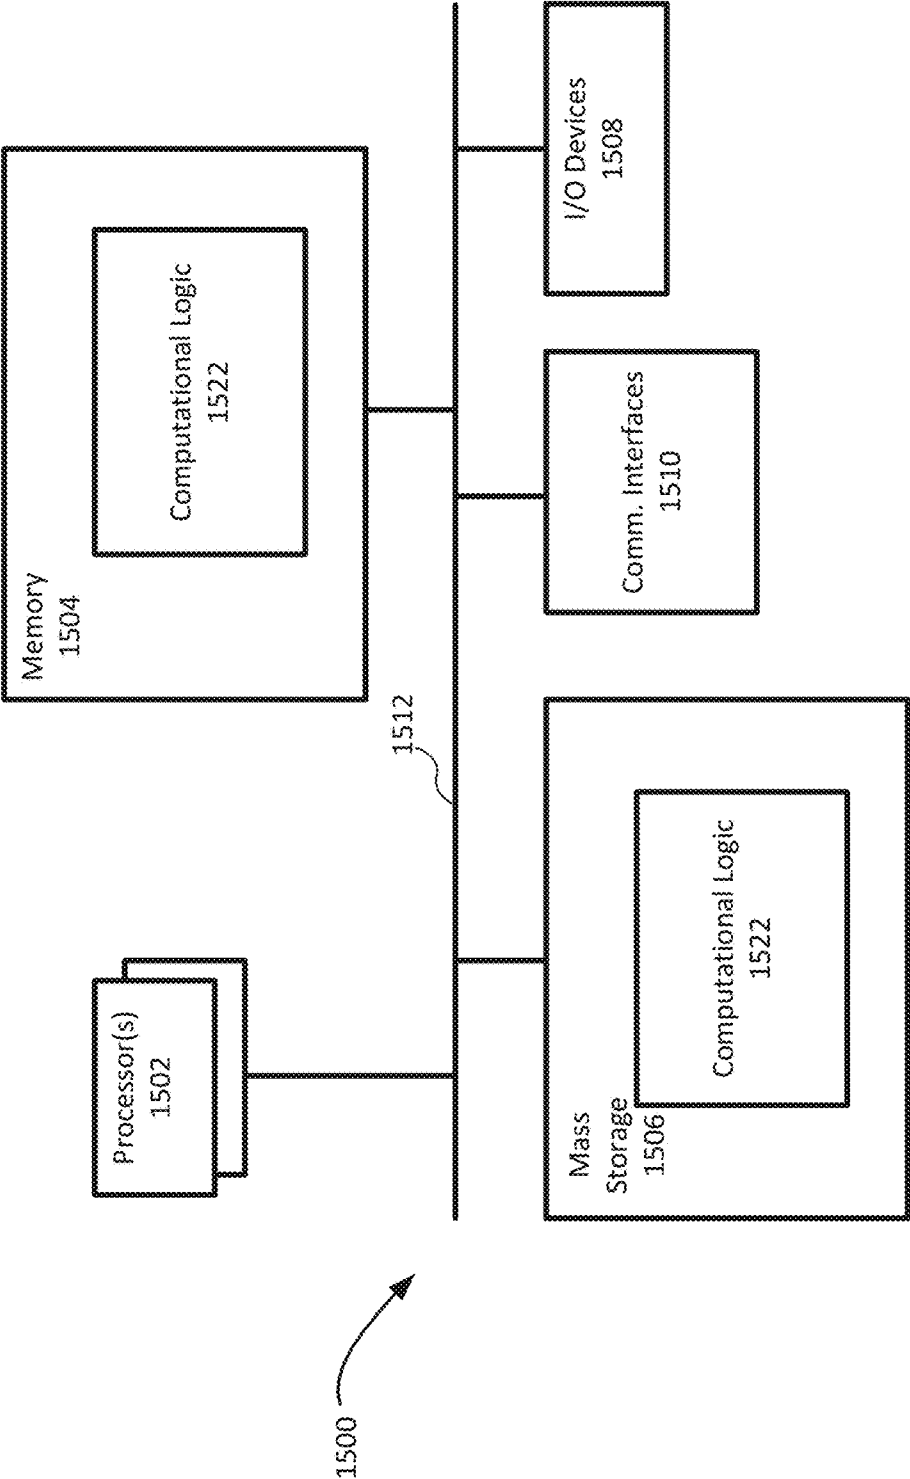 Processor(s)
1502
Memory
1504
Computational Logic
1522
1512
Mass
Storage
1506
Computational Logic
1522
Comm. Interfaces
1510
I/O Devices
1508
1500